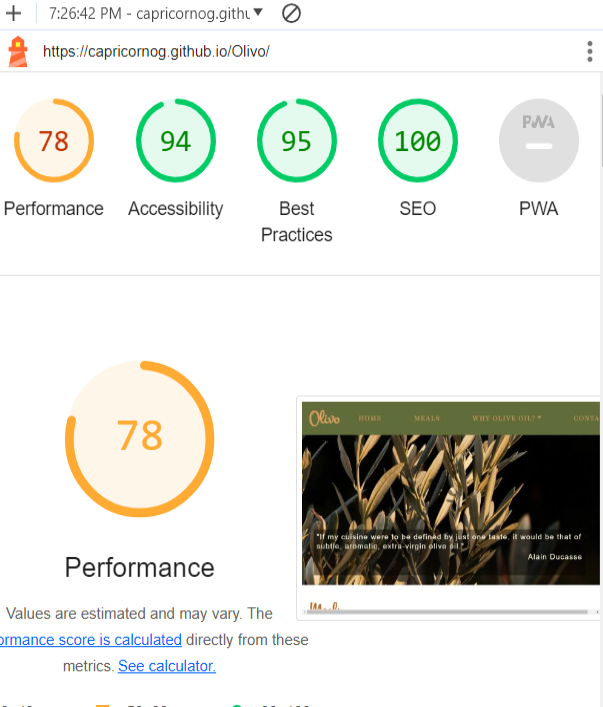 7:26:42 PM - capricornog.githu
https://capricornog.github.io/Olivo/
78
94
95
100
PWA
Performance
Accessibility
Best
Practices
SEO
PWA
78
Performance
Values are estimated and may vary. The
ormance score is calculated directly from these
metrics. See calculator.
Olivo
HOME
MEALS
WHY OLIVE OIL?
CONTA
"If my cuisine were to be defined by just one taste, it would be that of
subtle, aromatic, extra-virgin olive oil."
Alain Ducasse